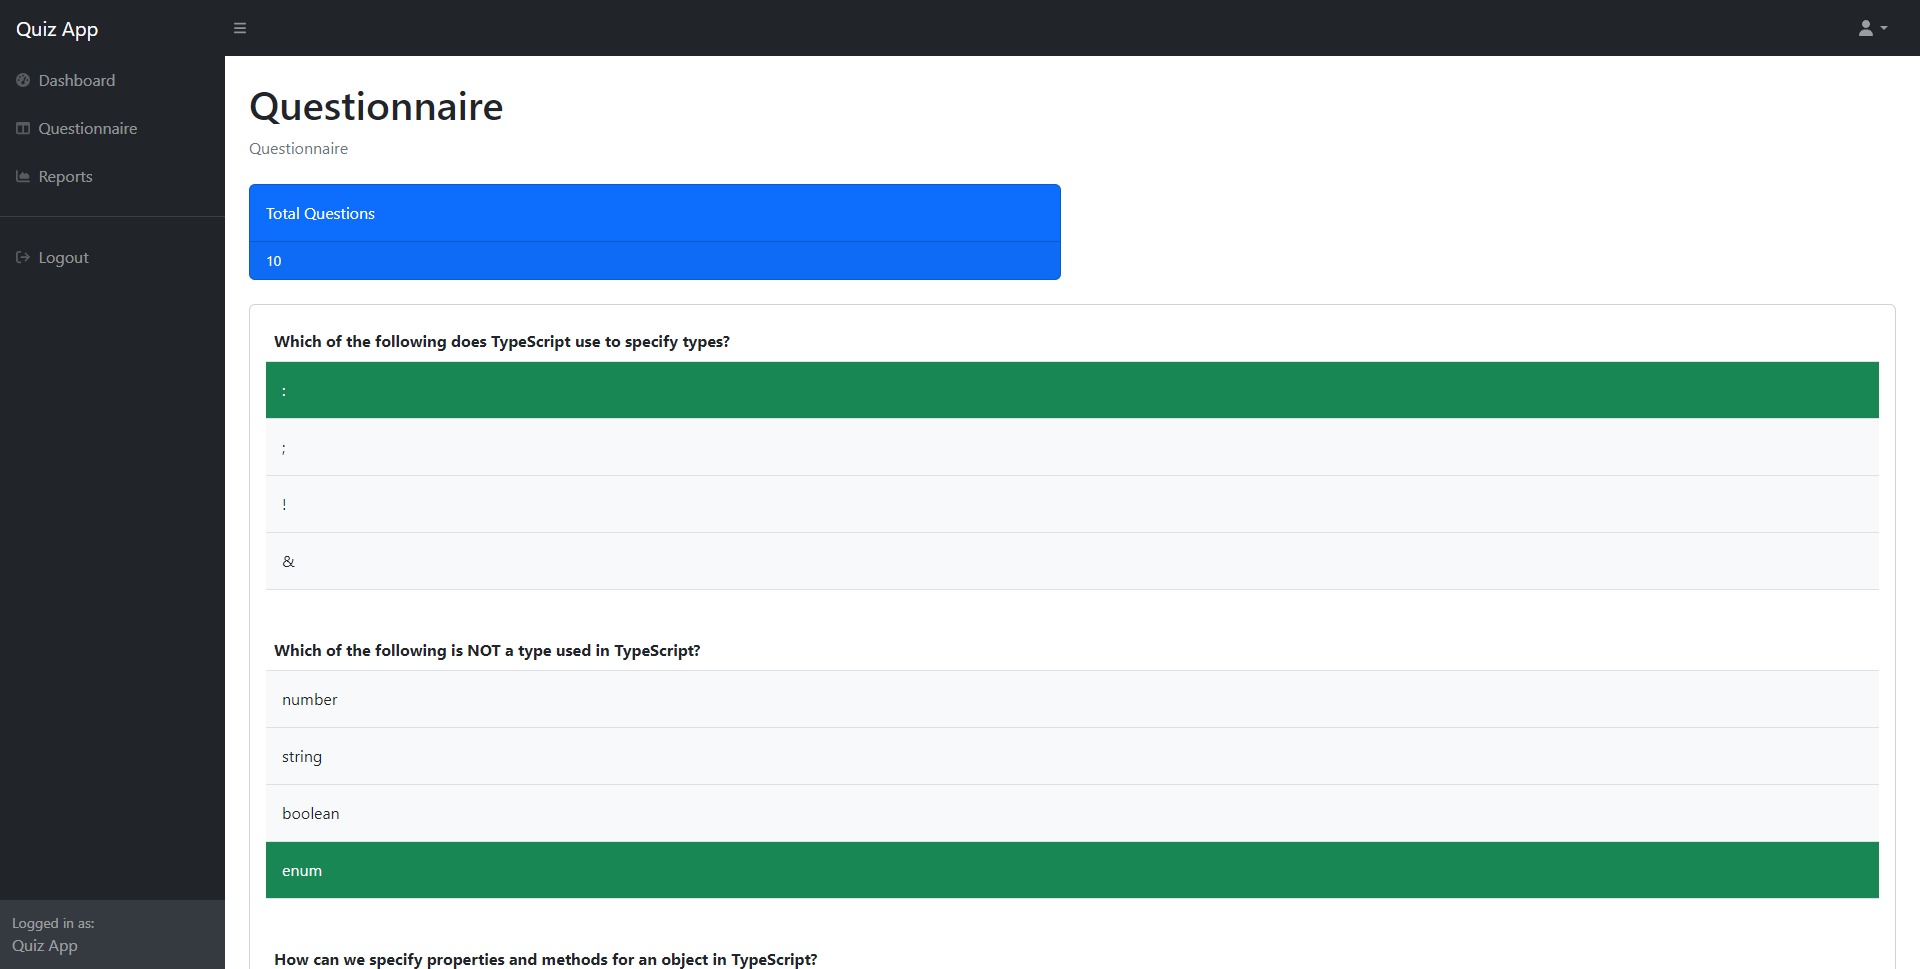 Quiz App
Dashboard
Questionnaire
Reports
Logout
Logged in as:
Quiz App
Questionnaire
Questionnaire
Total Questions
10
Which of the following does TypeScript use to specify types?
:
;
!
&
Which of the following is NOT a type used in TypeScript?
number
string
boolean
enum
How can we specify properties and methods for an object in TypeScript?